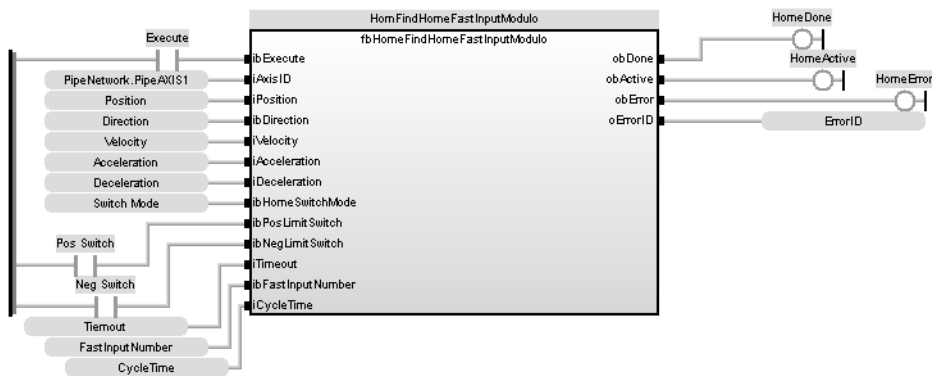 HomFindHomeFastInputModulo
fbHomeFindHomeFastInputModulo
Execute
ibExecute
PipeNetwork.PipeAXIS1
iAxisID
Position
iPosition
Direction
ibDirection
Velocity
iVelocity
Acceleration
iAcceleration
Deceleration
iDeceleration
Switch Mode
ibHomeSwitchMode
Pos Switch
ibPosLimitSwitch
Neg Switch
ibNegLimitSwitch
Tiemout
iTimeout
FastInputNumber
ibFastInputNumber
CycleTime
iCycleTime
obDone
HomeDone
obActive
HomeActive
obError
HomeError
oErrorID
ErrorID